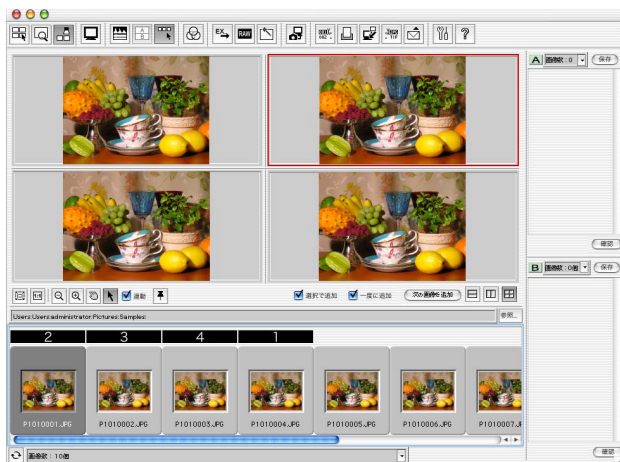 EX
RAW
A
B
?
A 画像数:0 保存
確認
B 画像数:0個 保存
連動
選択で追加
一度に追加
次の画像を追加
Users:Users:administrator:Pictures:Samples:
参照...
2 3 4 1
P1010001.JPG P1010002.JPG P1010003.JPG P1010004.JPG P1010005.JPG P1010006.JPG P1010007.J
画像数:10個
確認